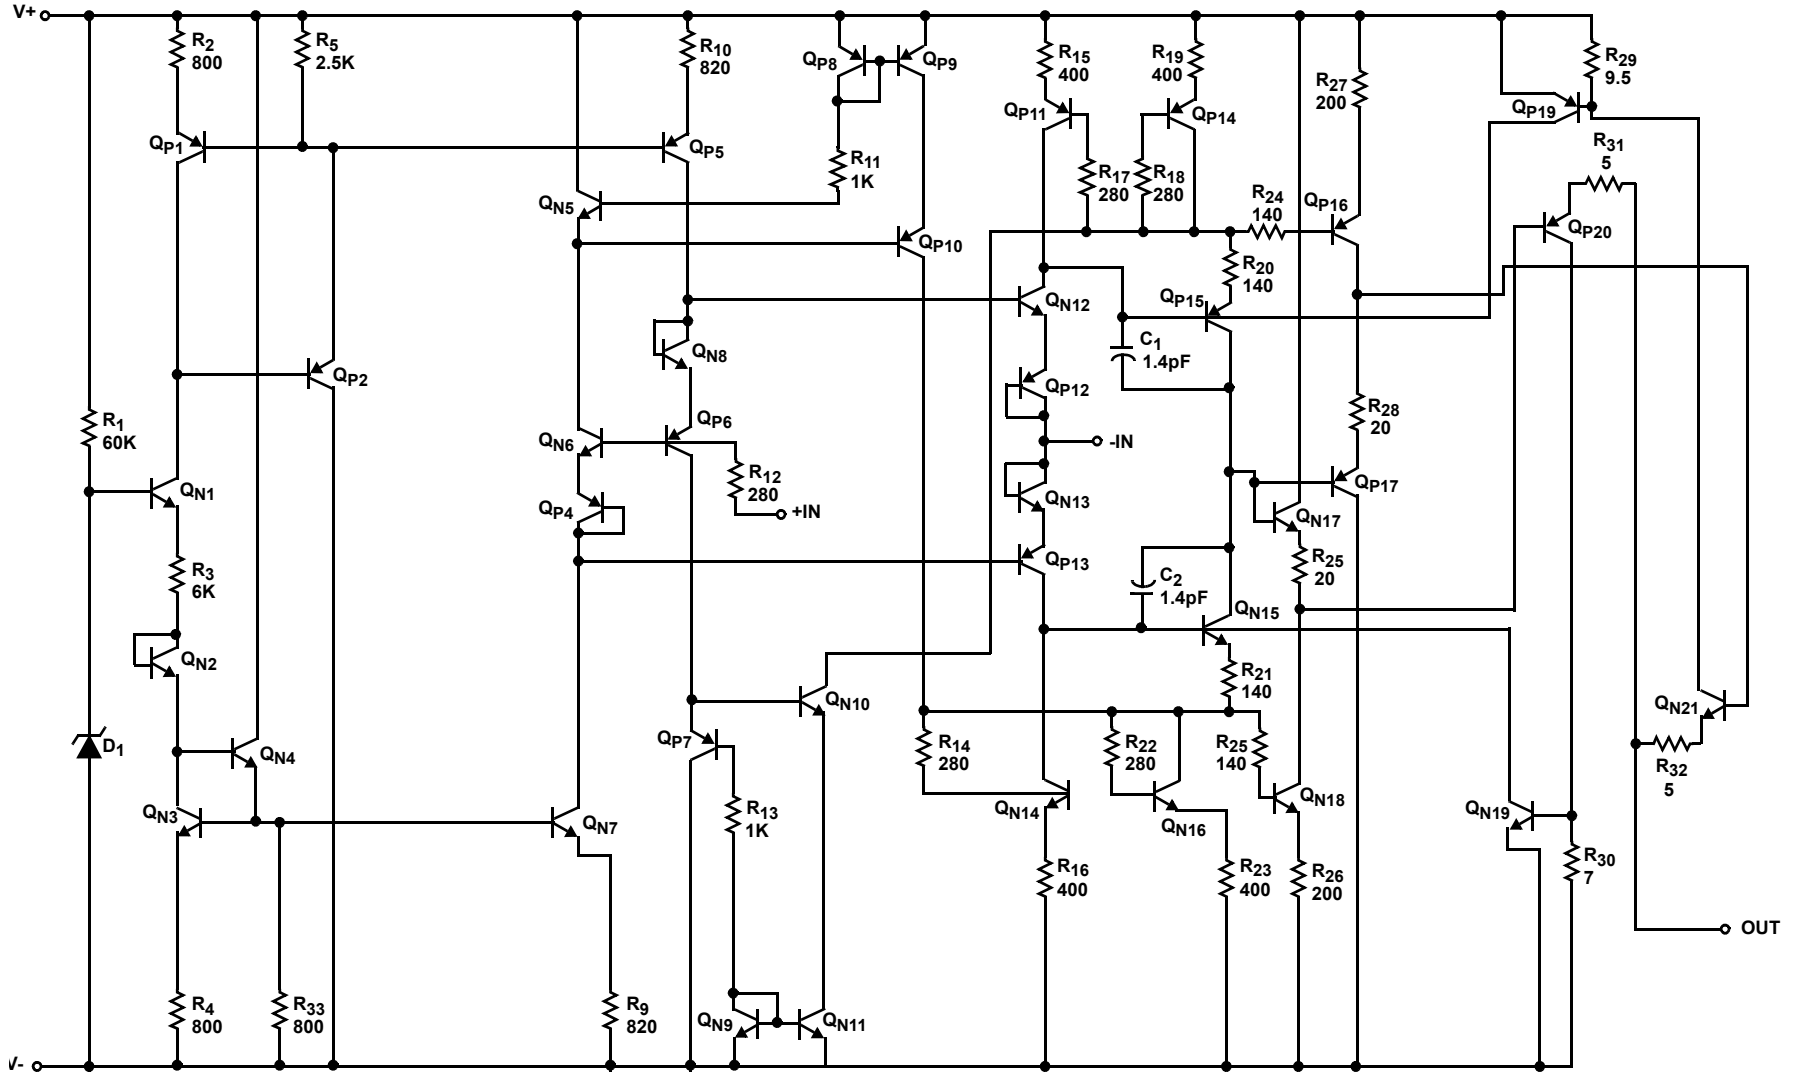 V+
R2
800
R5
2.5K
R10
820
QP8
QP9
R15
400
R19
400
R27
200
R29
9.5
QP1
QP5
R11
1K
QP11
QP14
QP19
R31
5
R17
280
R18
280
R24
140
QP16
QN5
QP10
QP20
R20
140
QP15
QN12
C1
1.4pF
QN8
QP2
QP12
R1
60K
QP6
R28
20
QN6
-IN
R12
280
QP17
QN1
QN13
QP4
+IN
QN17
R3
6K
QP13
R25
20
C2
1.4pF
QN15
QN2
R21
140
QN10
QN21
D1
QP7
R14
280
R22
280
R25
140
R32
5
QN4
QN3
QN7
R13
1K
QN14
QN16
QN18
QN19
R16
400
R23
400
R26
200
R30
7
OUT
R4
800
R33
800
R9
820
QN9
QN11
V-